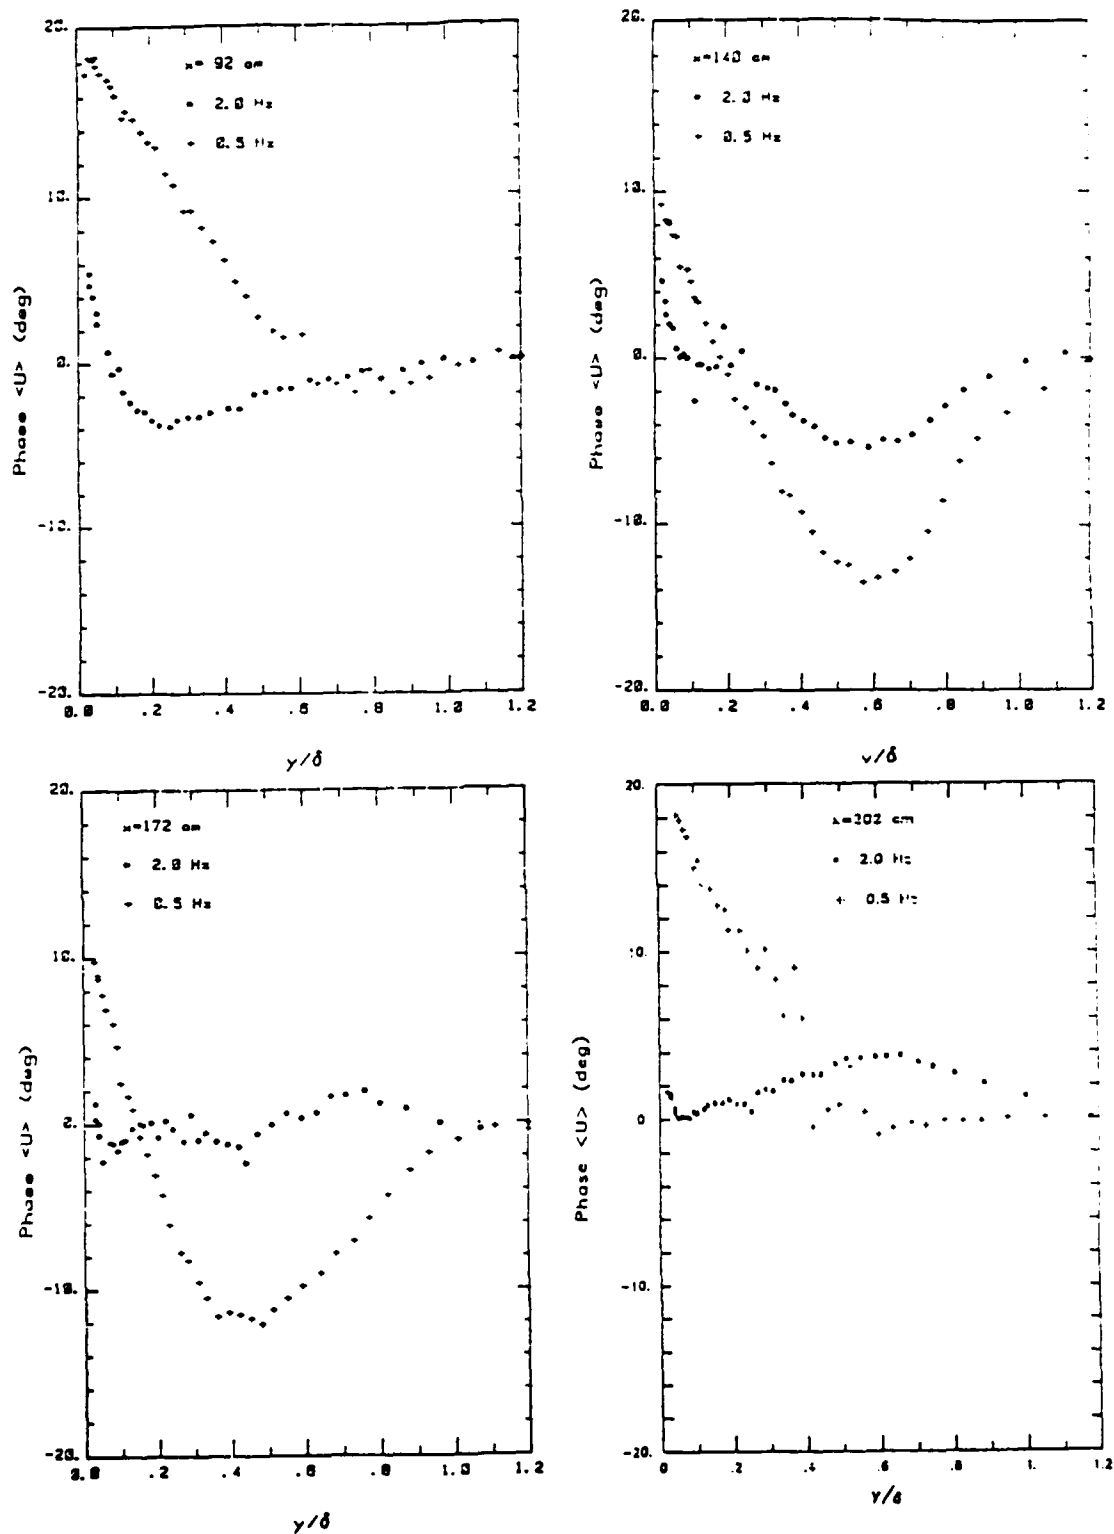 20.
10.
0.
-10.
-20.
Phase <U> (deg)
x= 92 cm
2.0 Hz
0.5 Hz
0.0 .2 .4 .6 .8 1.0 1.2
y/δ
20.
10.
0.
-10.
-20.
Phase <U> (deg)
x=140 cm
2.0 Hz
0.5 Hz
0.0 .2 .4 .6 .8 1.0 1.2
y/δ
20.
10.
0.
-10.
-20.
Phase <U> (deg)
x=172 cm
2.0 Hz
0.5 Hz
0.0 .2 .4 .6 .8 1.0 1.2
y/δ
20.
10.
0
-10.
-20.
Phase <U> (deg)
x=202 cm
2.0 Hz
0.5 Hz
0 .2 .4 .6 .8 1. 1.2
Y/δ